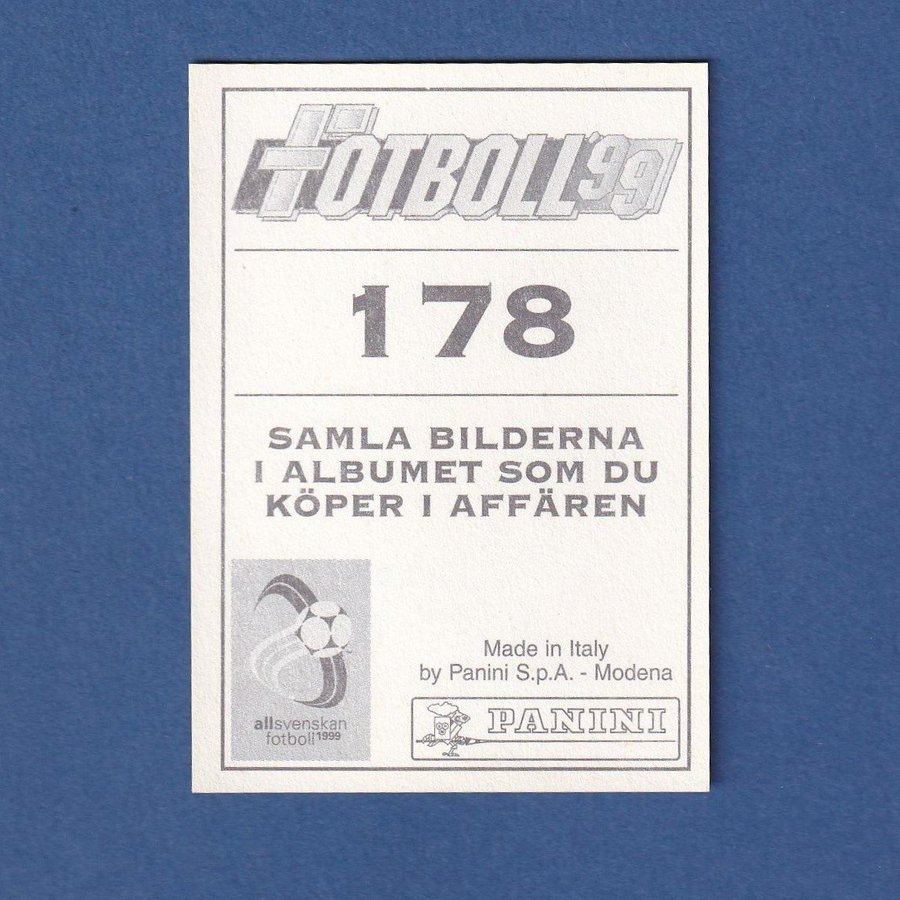 FOTBOLL'99
178
SAMLA BILDERNA
I ALBUMET SOM DU
KÖPER I AFFÄREN
allsvenskan
fotboll 1999
Made in Italy
by Panini S.p.A. - Modena
PANINI